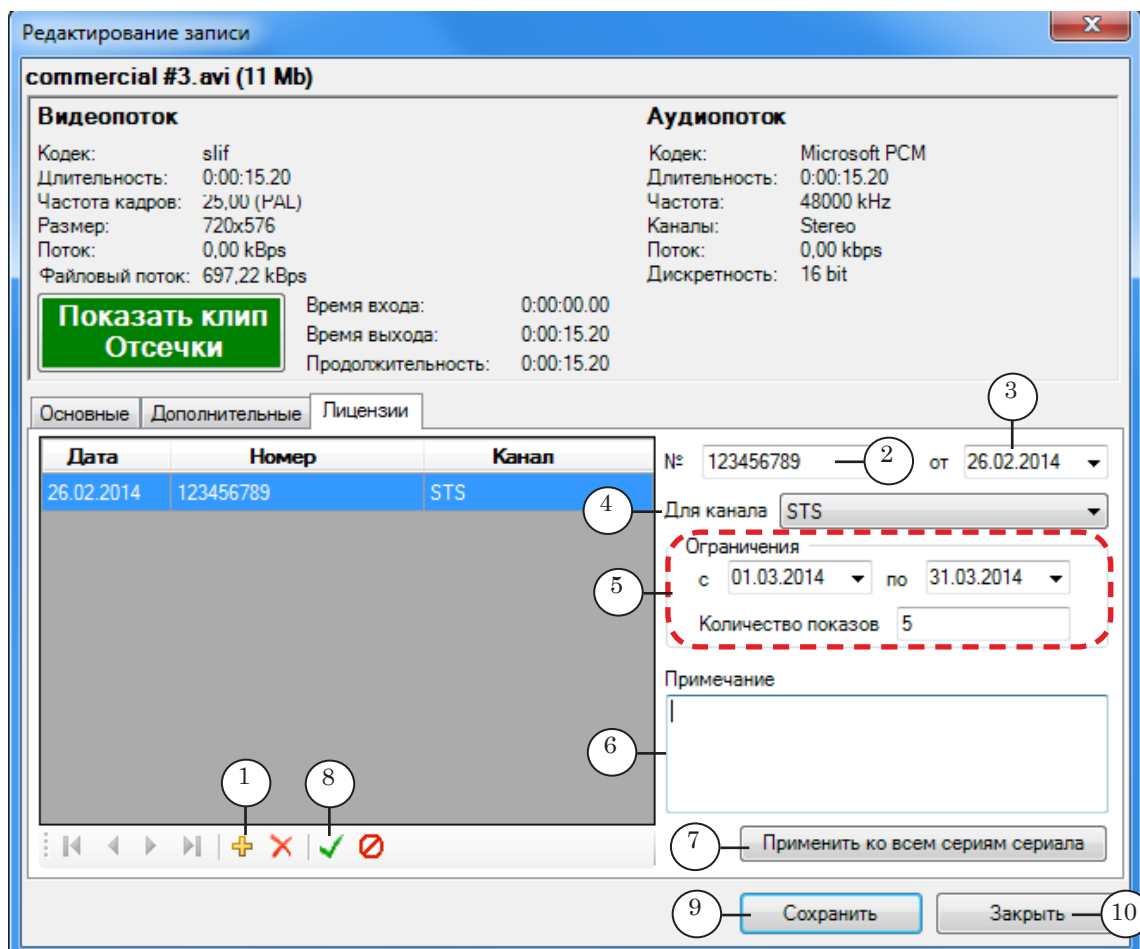 Редактирование записи
commercial #3.avi (11 Mb)
Видеопоток
Кодек: slif
Длительность: 0:00:15.20
Частота кадров: 25,00 (PAL)
Размер: 720x576
Поток: 0,00 kBps
Файловый поток: 697,22 kBps
Аудиопоток
Кодек: Microsoft PCM
Длительность: 0:00:15.20
Частота: 48000 kHz
Каналы: Stereo
Поток: 0,00 kbps
Дискретность: 16 bit
Показать клип
Отсечки
Время входа: 0:00:00.00
Время выхода: 0:00:15.20
Продолжительность: 0:00:15.20
Основные Дополнительные Лицензии
3
Дата Номер Канал
26.02.2014 123456789 STS
№ 123456789 2 от 26.02.2014
4 Для канала STS
Ограничения
5 с 01.03.2014 по 31.03.2014
Количество показов 5
Примечание
6
1 8
7 Применить ко всем сериям сериала
9 Сохранить Закрыть 10